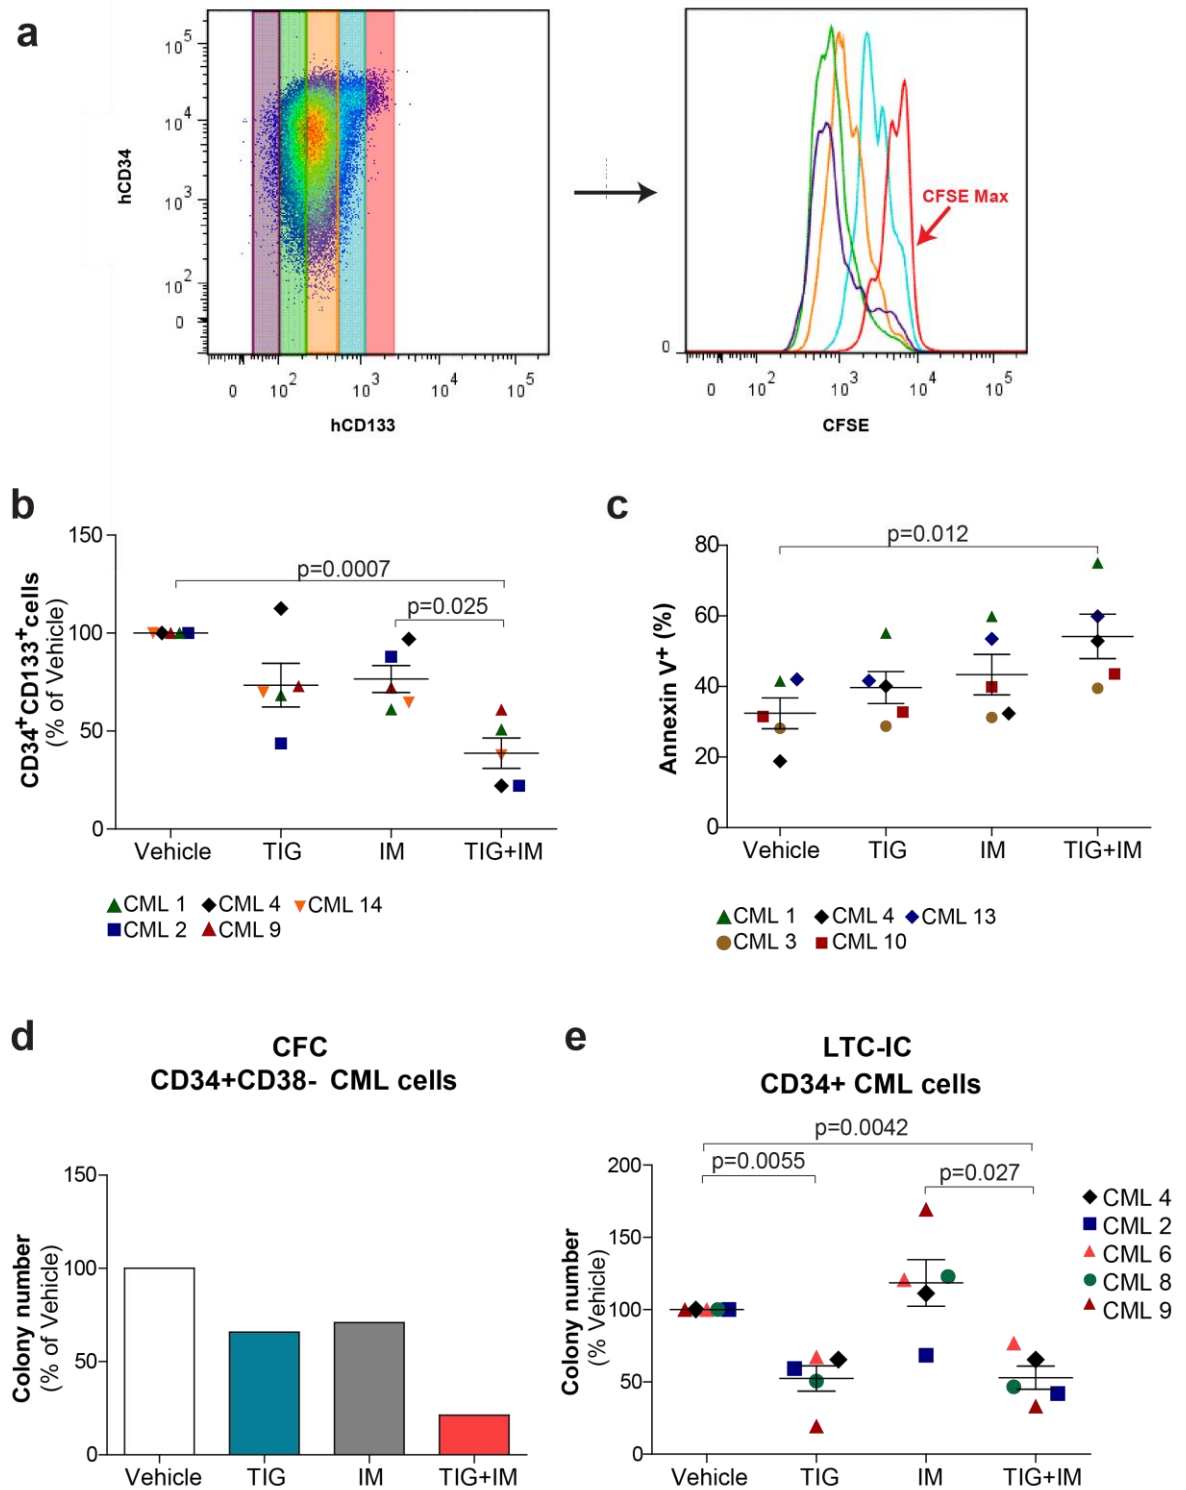 a
hCD34
10^5
10^4
10^3
10^2
0
0 10^2 10^3 10^4 10^5
hCD133
CFSE Max
0
0 10^2 10^3 10^4 10^5
CFSE
b
CD34+CD133+cells
(% of Vehicle)
150
100
50
0
p=0.0007
p=0.025
Vehicle TIG IM TIG+IM
CML 1 CML 4 CML 14
CML 2 CML 9
c
Annexin V+ (%)
80
60
40
20
0
p=0.012
Vehicle TIG IM TIG+IM
CML 1 CML 4 CML 13
CML 3 CML 10
d
CFC
CD34+CD38- CML cells
Colony number
(% of Vehicle)
150
100
50
0
Vehicle TIG IM TIG+IM
e
LTC-IC
CD34+ CML cells
Colony number
(% Vehicle)
200
150
100
50
0
p=0.0042
p=0.0055
p=0.027
Vehicle TIG IM TIG+IM
CML 4
CML 2
CML 6
CML 8
CML 9